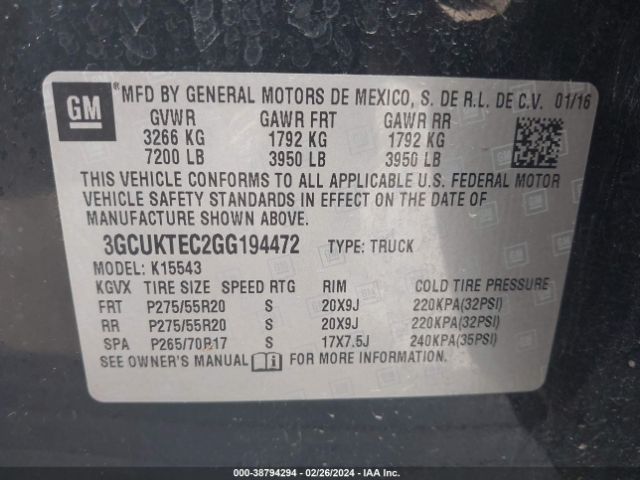 GM
®MFD BY GENERAL MOTORS DE MEXICO, S. DE R.L. DE C.V. 01/16
GVWR GAWR FRT GAWR RR
3266 KG 1792 KG 1792 KG
7200 LB 3950 LB 3950 LB
THIS VEHICLE CONFORMS TO ALL APPLICABLE U.S. FEDERAL MOTOR
VEHICLE SAFETY STANDARDS IN EFFECT ON THE DATE OF
MANUFACTURE SHOWN ABOVE.
3GCUKTEC2GG194472 TYPE: TRUCK
MODEL: K15543
KGVX TIRE SIZE SPEED RTG RIM COLD TIRE PRESSURE
FRT P275/55R20 S 20X9J 220KPA(32PSI)
RR P275/55R20 S 20X9J 220KPA(32PSI)
SPA P265/70R17 S 17X7.5J 240KPA(35PSI)
SEE OWNER'S MANUAL FOR MORE INFORMATION.
000-38794294 - 02/26/2024 - IAA Inc.